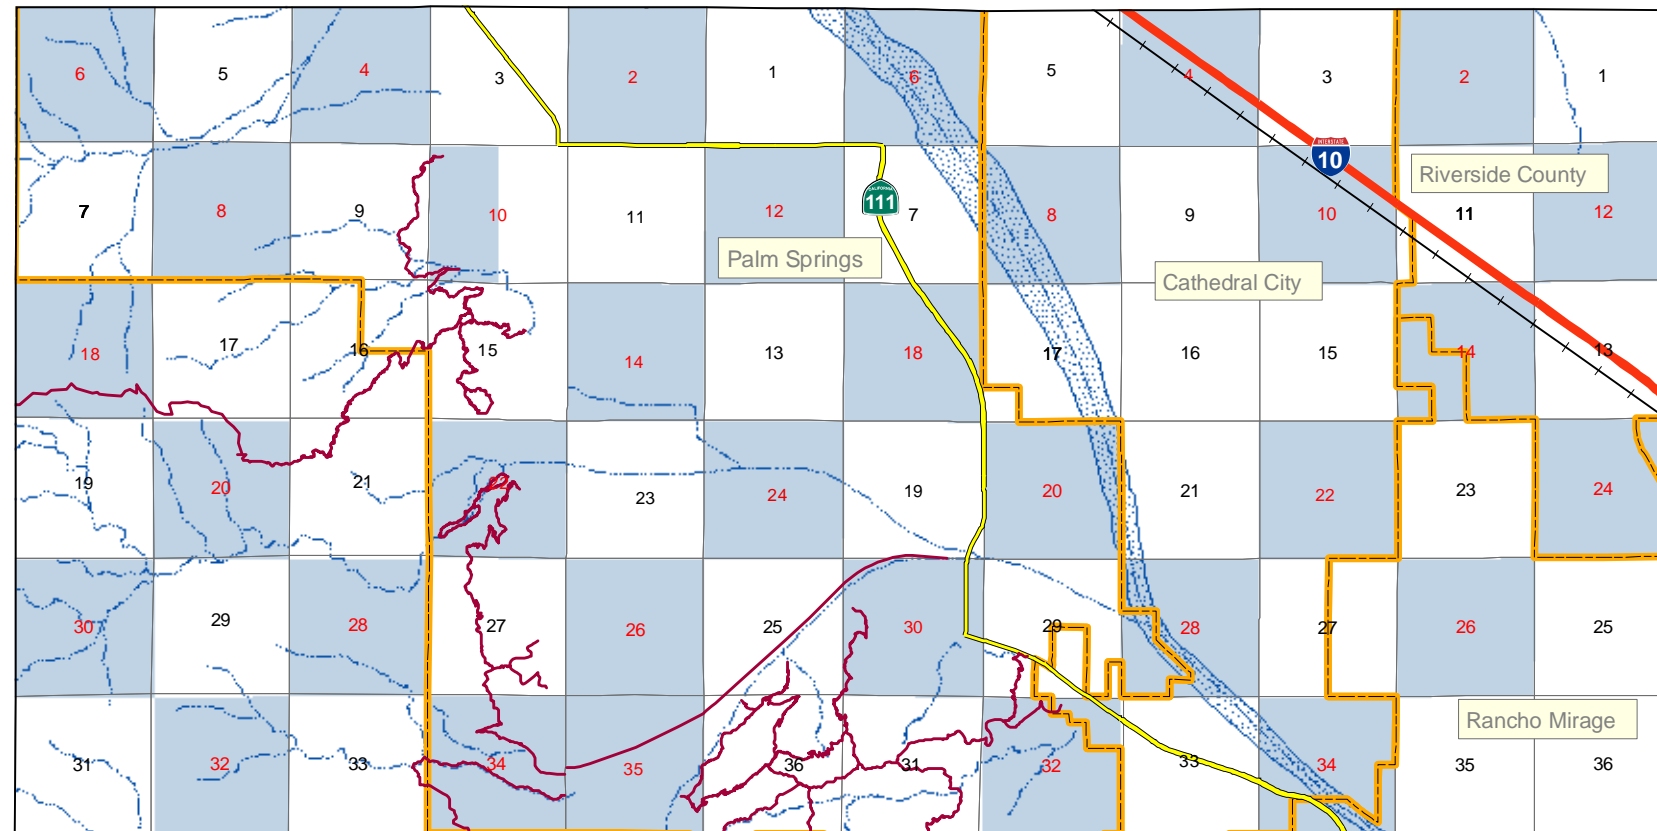 6 5 4 3 2 1 6 5 4 3 2 1
INTERSTATE
10
Riverside County
CALIFORNIA
111
7 8 9 10 11 12 7 8 9 10 11 12
Palm Springs
Cathedral City
18 17 16 15 14 13 18 17 16 15 14 13
19 20 21 22 23 24 19 20 21 22 23 24
30 29 28 27 26 25 30 29 28 27 26 25
Rancho Mirage
31 32 33 34 35 36 31 32 33 34 35 36